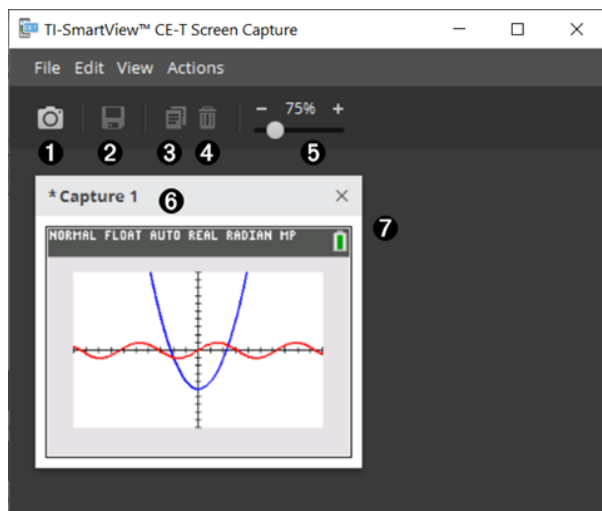 TI-SmartView™ CE-T Screen Capture
File Edit View Actions
− 75% +
1 2 3 4 5
*Capture 1 6
7
NORMAL FLOAT AUTO REAL RADIAN MP